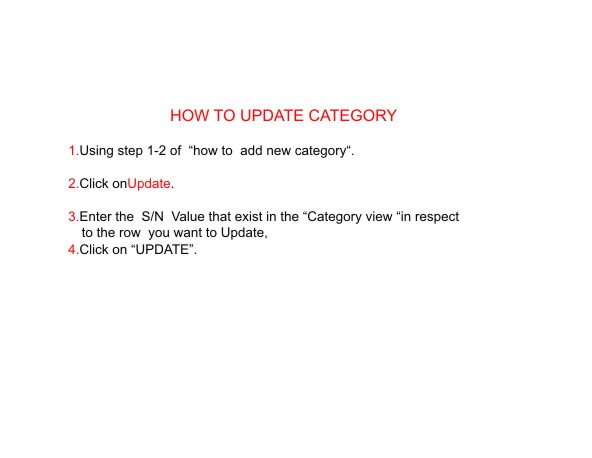 HOW TO UPDATE CATEGORY
1.Using step 1-2 of “how to add new category“.
2.Click onUpdate.
3.Enter the S/N Value that exist in the “Category view “in respect
to the row you want to Update,
4.Click on “UPDATE”.